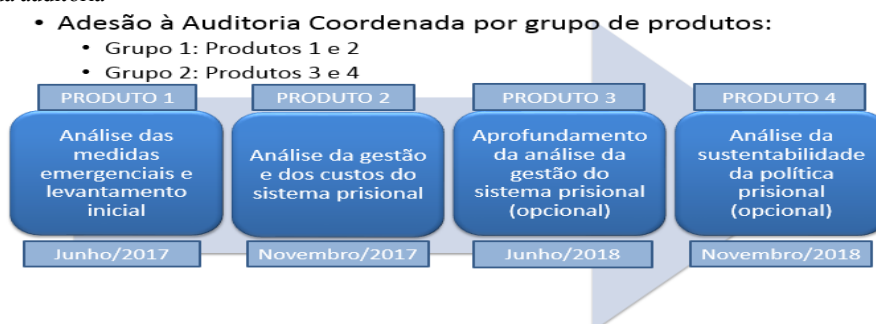 da auditoria
• Adesão à Auditoria Coordenada por grupo de produtos:
• Grupo 1: Produtos 1 e 2
• Grupo 2: Produtos 3 e 4
PRODUTO 1
Análise das
medidas
emergenciais e
levantamento
inicial
Junho/2017
PRODUTO 2
Análise da gestão
e dos custos do
sistema prisional
Novembro/2017
PRODUTO 3
Aprofundamento
da análise da
gestão do
sistema prisional
(opcional)
Junho/2018
PRODUTO 4
Análise da
sustentabilidade
da política
prisional
(opcional)
Novembro/2018